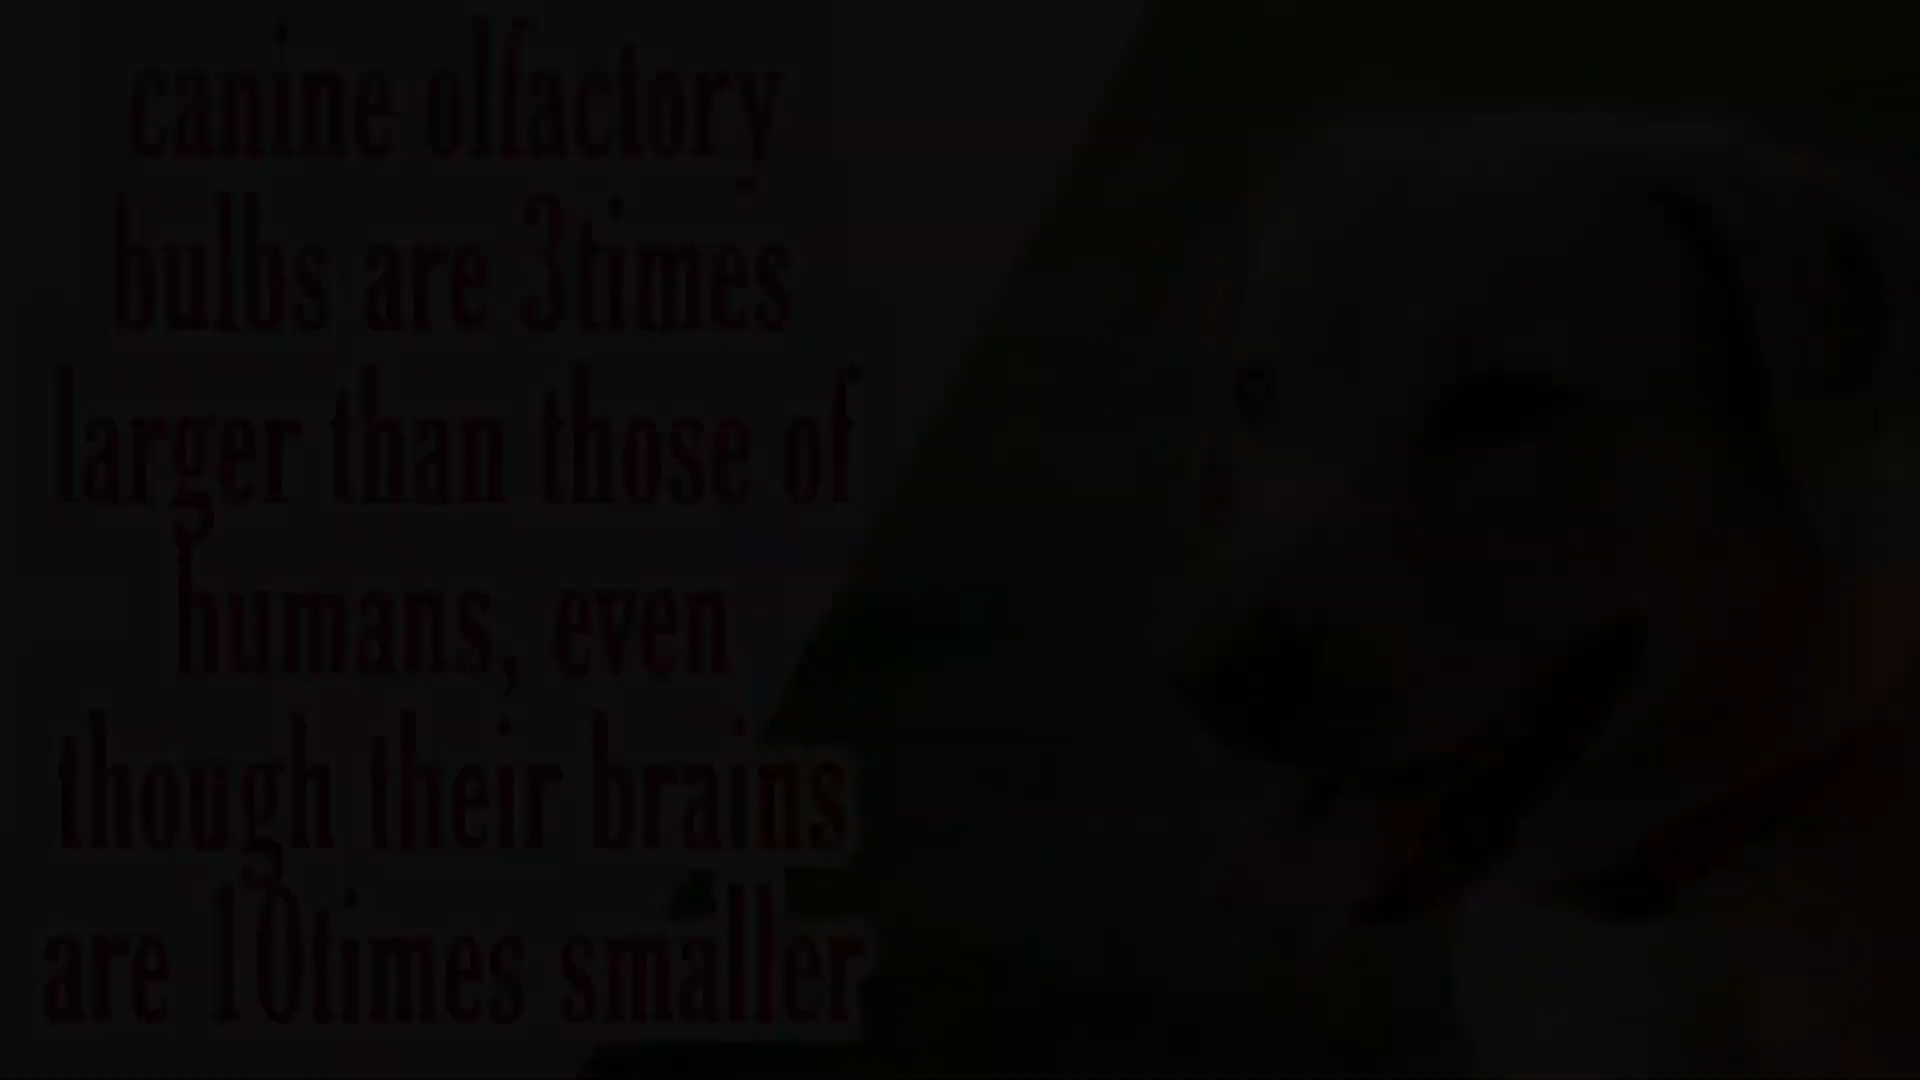 canine olfactory
bulbs are 3times
larger than those of
humans, even
though their brains
are 10times smaller